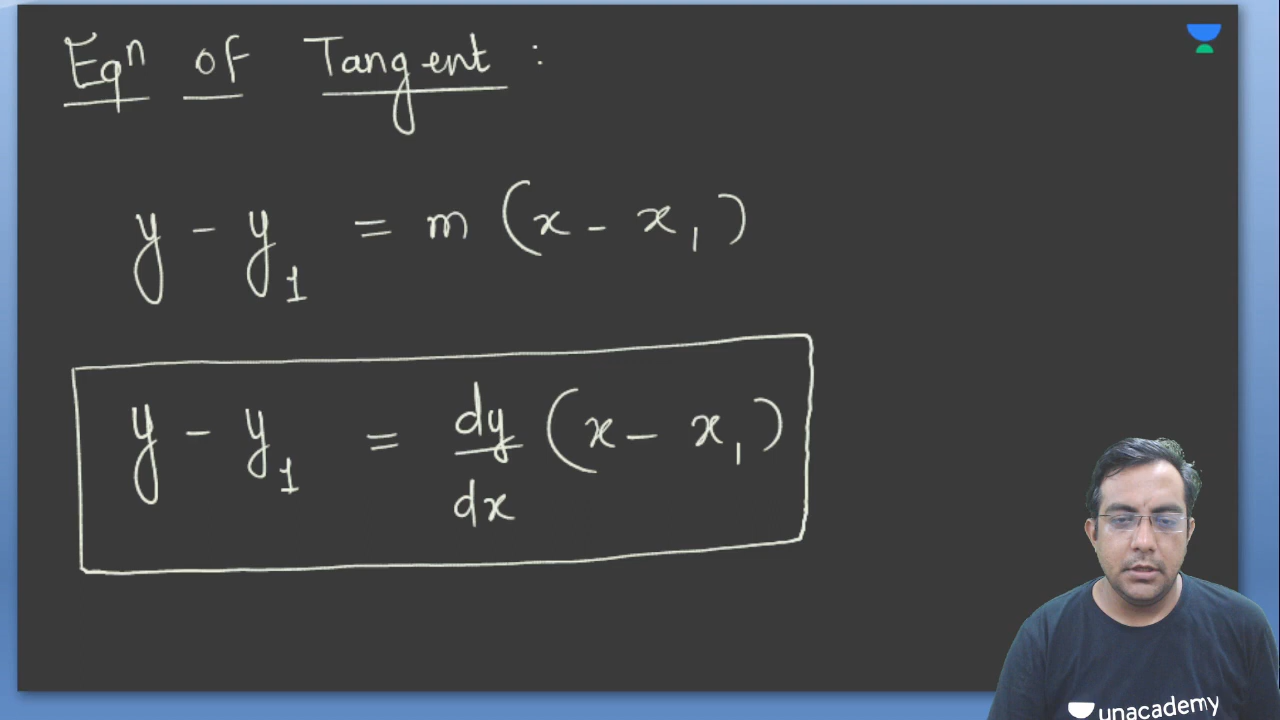 Eqⁿ of Tangent :
y - y₁ = m (x - x₁)
y - y₁ = dy/dx (x - x₁)
unacademy